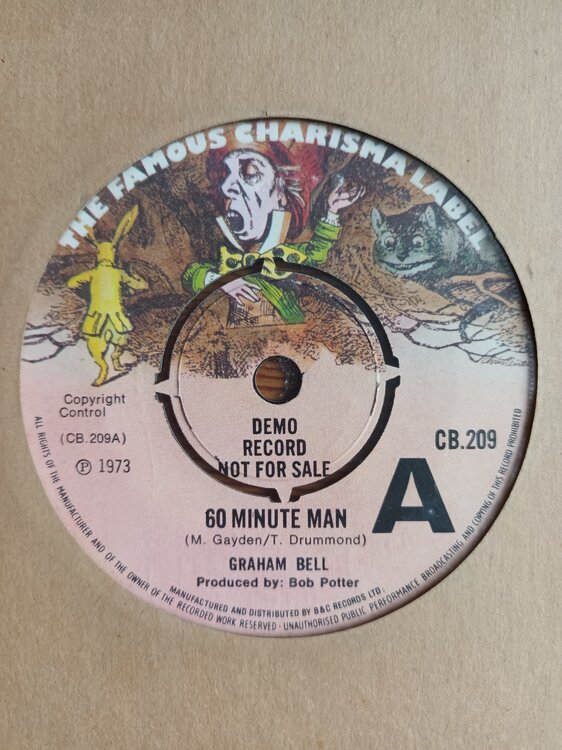 THE FAMOUS CHARISMA LABEL
Copyright
Control
(CB.209A)
℗ 1973
DEMO
RECORD
NOT FOR SALE
CB.209
A
60 MINUTE MAN
(M. Gayden/T. Drummond)
GRAHAM BELL
Produced by: Bob Potter
MANUFACTURED AND DISTRIBUTED BY B&C RECORDS LTD.
ALL RIGHTS OF THE MANUFACTURER AND OF THE OWNER OF THE RECORDED WORK RESERVED · UNAUTHORISED PUBLIC PERFORMANCE BROADCASTING AND COPYING OF THIS RECORD PROHIBITED